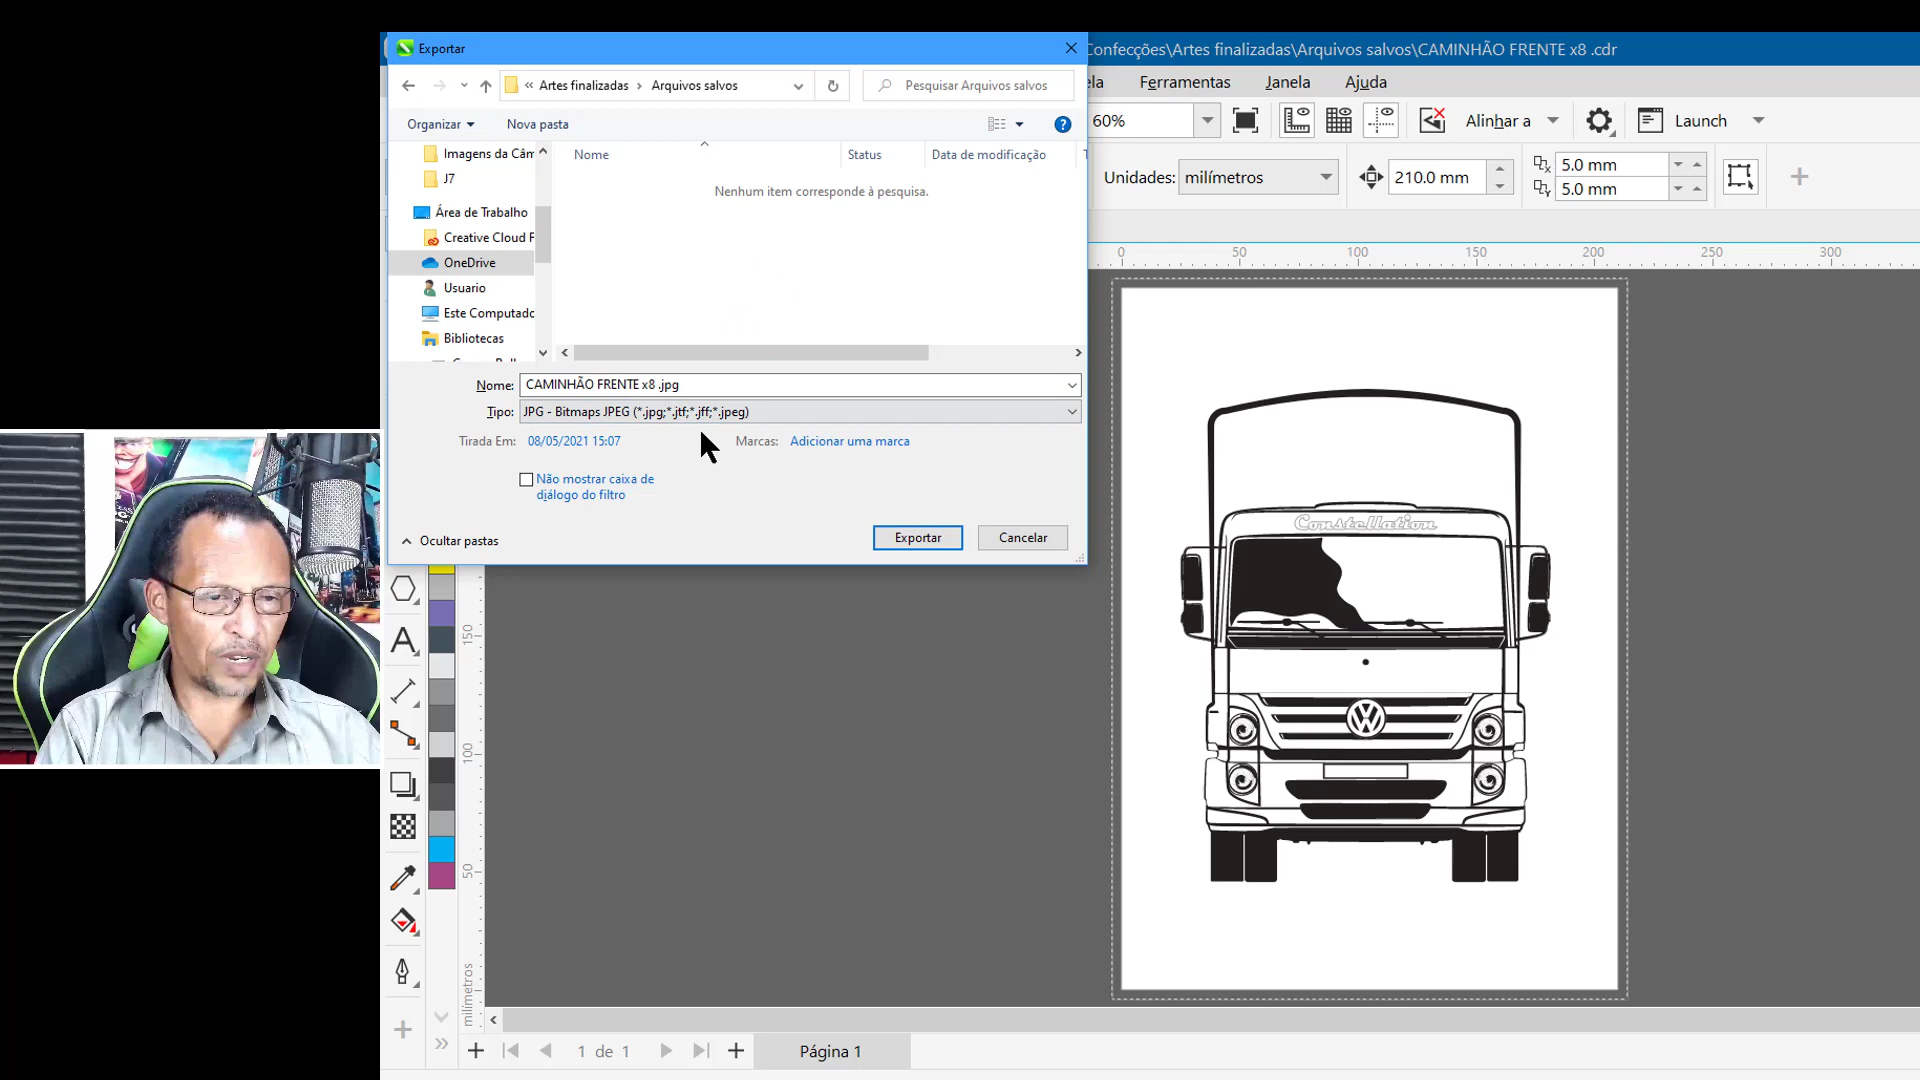 Exportar
Confecções\Artes finalizadas\Arquivos salvos\CAMINHÃO FRENTE x8 .cdr
Ferramentas
Janela
Ajuda
« Artes finalizadas › Arquivos salvos
Pesquisar Arquivos salvos
60%
Alinhar a
Launch
Organizar
Nova pasta
Imagens da Câm
J7
Área de Trabalho
Creative Cloud F
OneDrive
Usuario
Este Computado
Bibliotecas
Nome
Status
Data de modificação
Nenhum item corresponde à pesquisa.
Unidades: milímetros
210.0 mm
5.0 mm
5.0 mm
0 50 100 150 200 250 300
Nome: CAMINHÃO FRENTE x8 .jpg
Tipo: JPG - Bitmaps JPEG (*.jpg;*.jtf;*.jff;*.jpeg)
Tirada Em: 08/05/2021 15:07
Marcas: Adicionar uma marca
Não mostrar caixa de
diálogo do filtro
Ocultar pastas
Exportar
Cancelar
Constellation
150
100
50
milímetros
1 de 1
Página 1